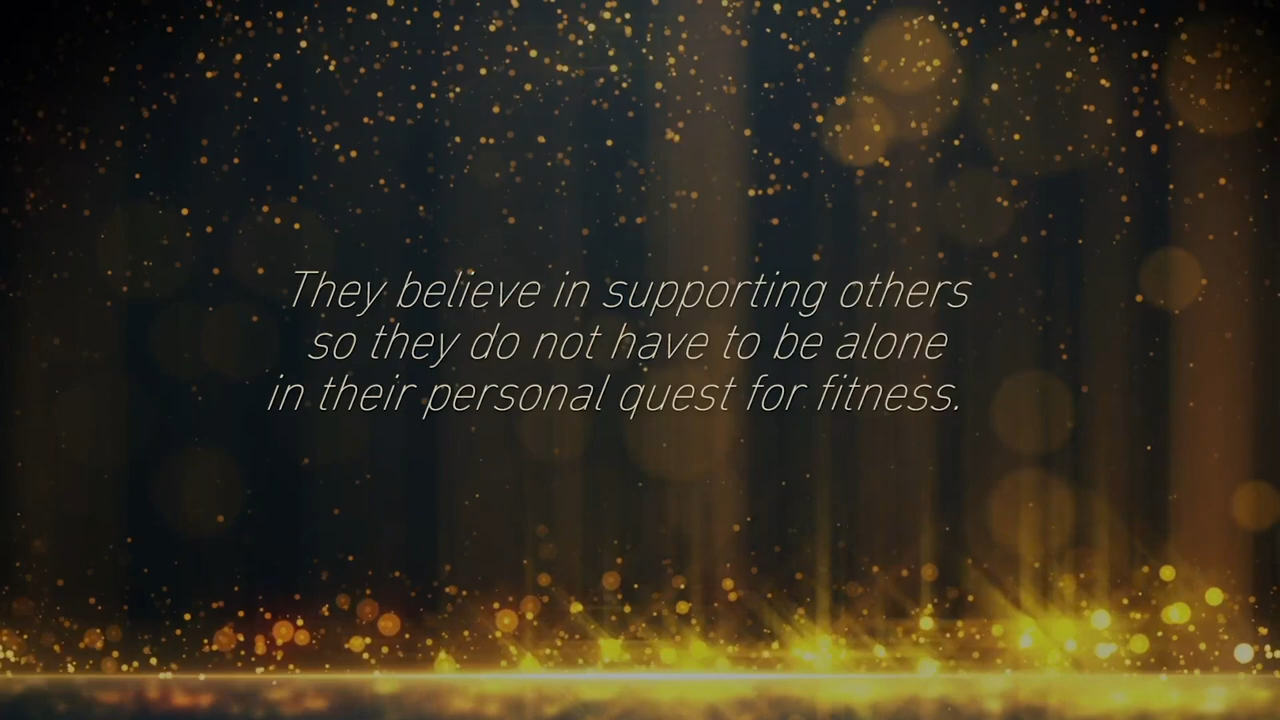 They believe in supporting others
so they do not have to be alone
in their personal quest for fitness.